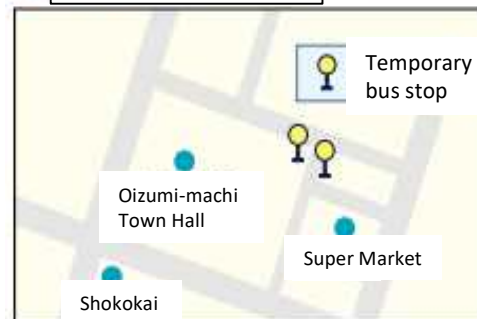 Temporary
bus stop
Oizumi-machi
Town Hall
Super Market
Shokokai